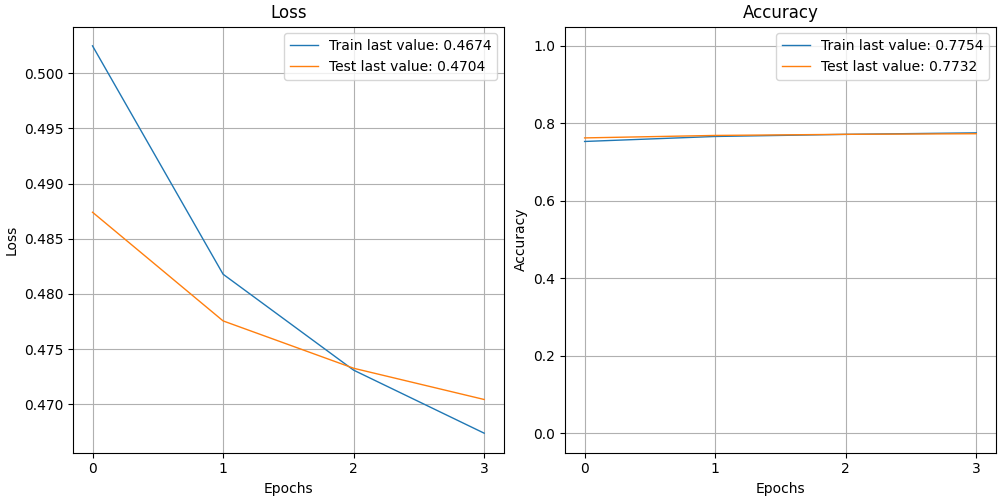 Loss
Train last value: 0.4674
Test last value: 0.4704
0.500
0.495
0.490
0.485
0.480
0.475
0.470
Loss
0
1
2
3
Epochs
Accuracy
Train last value: 0.7754
Test last value: 0.7732
1.0
0.8
0.6
0.4
0.2
0.0
Accuracy
0
1
2
3
Epochs